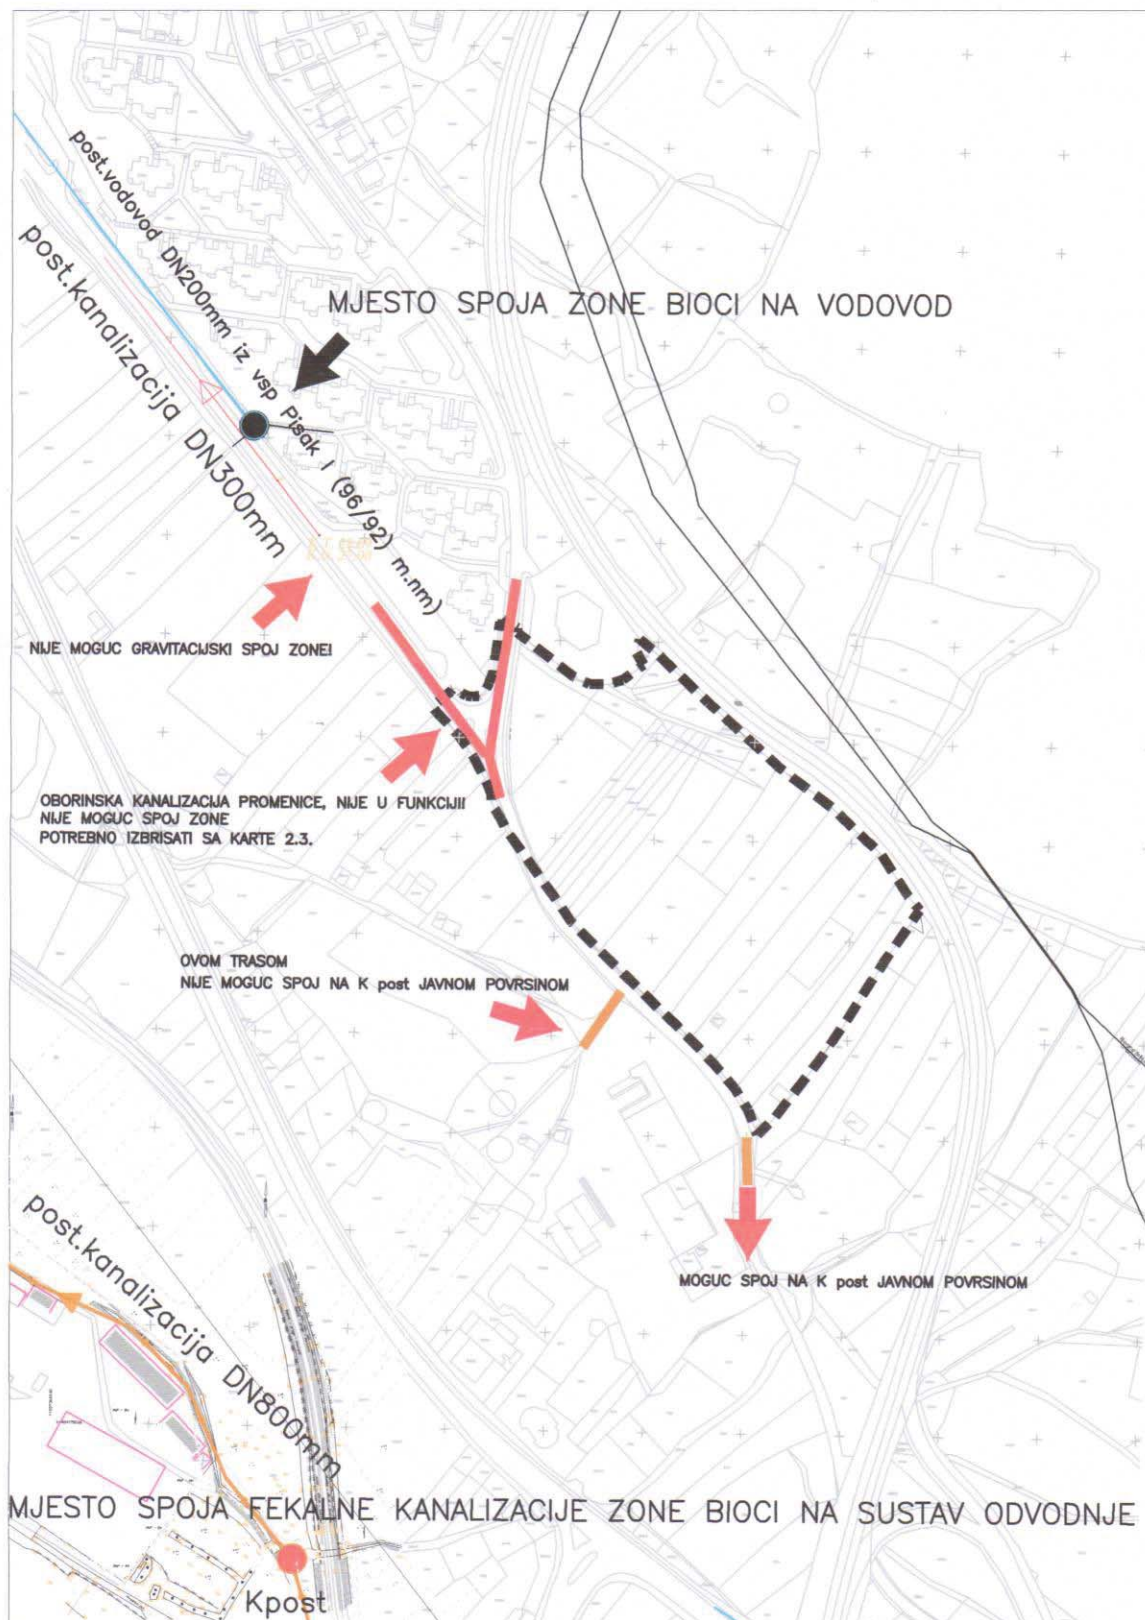 post.vodovod DN200mm iz vsp Pisak I (96/92) m.nm)
post.kanalizacija DN300mm
MJESTO SPOJA ZONE BIOCI NA VODOVOD
NIJE MOGUC GRAVITACIJSKI SPOJ ZONE!
OBORINSKA KANALIZACIJA PROMENICE, NIJE U FUNKCIJI!
NIJE MOGUC SPOJ ZONE
POTREBNO IZBRISATI SA KARTE 2.3.
OVOM TRASOM
NIJE MOGUC SPOJ NA K post JAVNOM POVRSINOM
MOGUC SPOJ NA K post JAVNOM POVRSINOM
post.kanalizacija DN800mm
MJESTO SPOJA FEKALNE KANALIZACIJE ZONE BIOCI NA SUSTAV ODVODNJE
Kpost